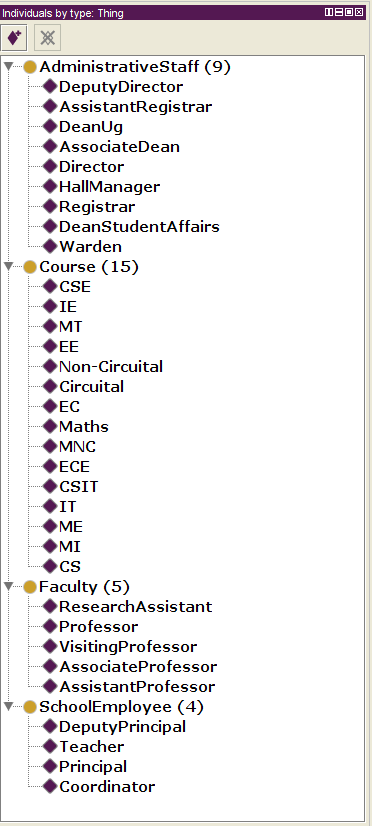 Individuals by type: Thing
AdministrativeStaff (9)
DeputyDirector
AssistantRegistrar
DeanUg
AssociateDean
Director
HallManager
Registrar
DeanStudentAffairs
Warden
Course (15)
CSE
IE
MT
EE
Non-Circuital
Circuital
EC
Maths
MNC
ECE
CSIT
IT
ME
MI
CS
Faculty (5)
ResearchAssistant
Professor
VisitingProfessor
AssociateProfessor
AssistantProfessor
SchoolEmployee (4)
DeputyPrincipal
Teacher
Principal
Coordinator